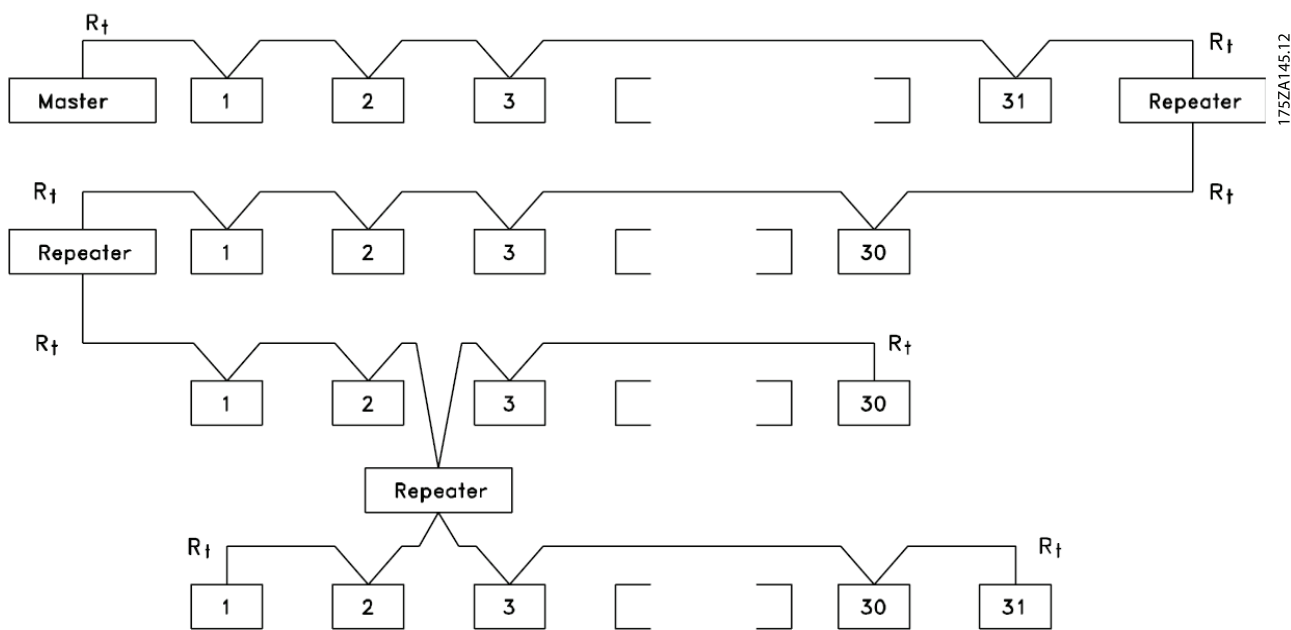 Rt Rt
Master 1 2 3 31 Repeater
175ZA145.12
Rt Rt
Repeater 1 2 3 30
Rt Rt
1 2 3 30
Repeater
Rt Rt
1 2 3 30 31